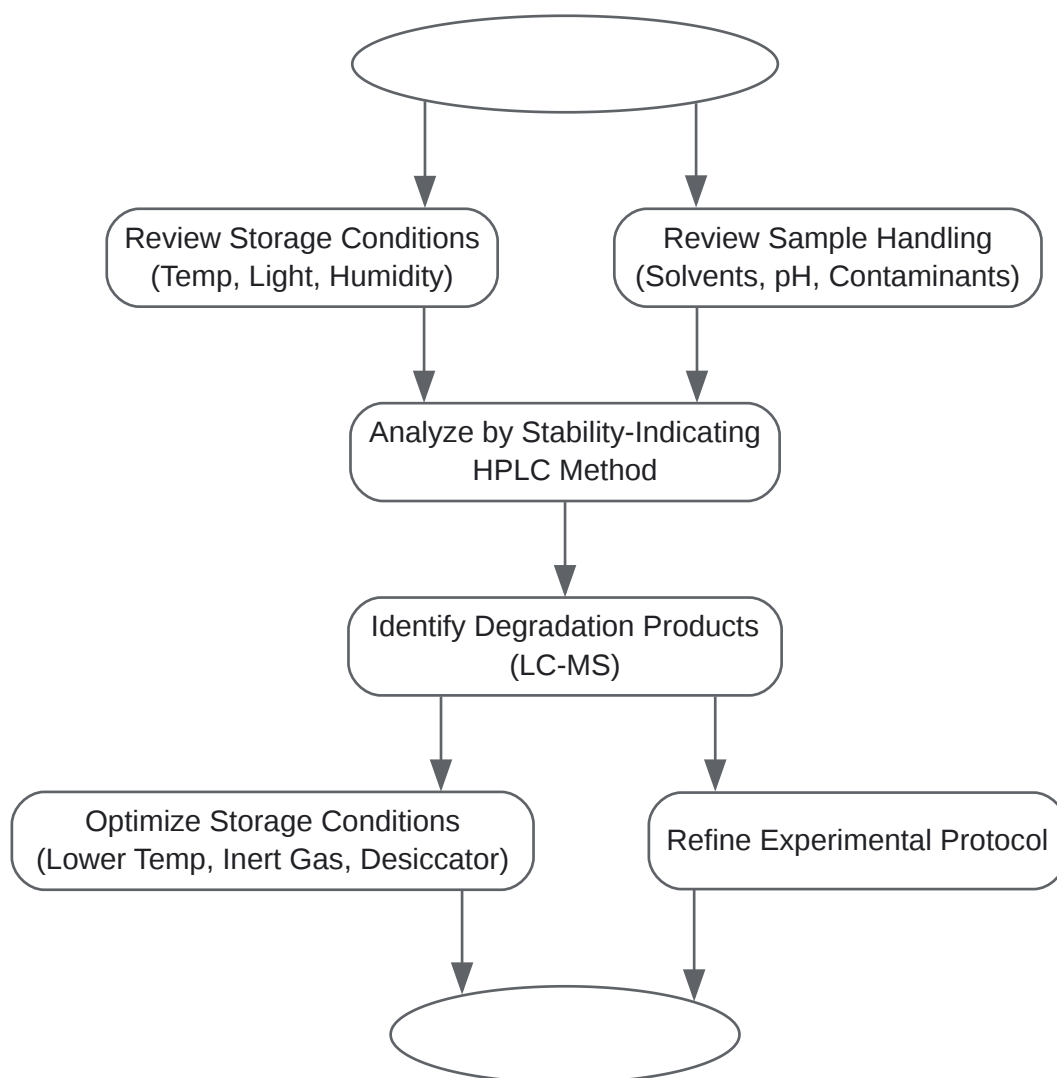 Review Storage Conditions
(Temp, Light, Humidity)
Review Sample Handling
(Solvents, pH, Contaminants)
Analyze by Stability-Indicating
HPLC Method
Identify Degradation Products
(LC-MS)
Optimize Storage Conditions
(Lower Temp, Inert Gas, Desiccator)
Refine Experimental Protocol